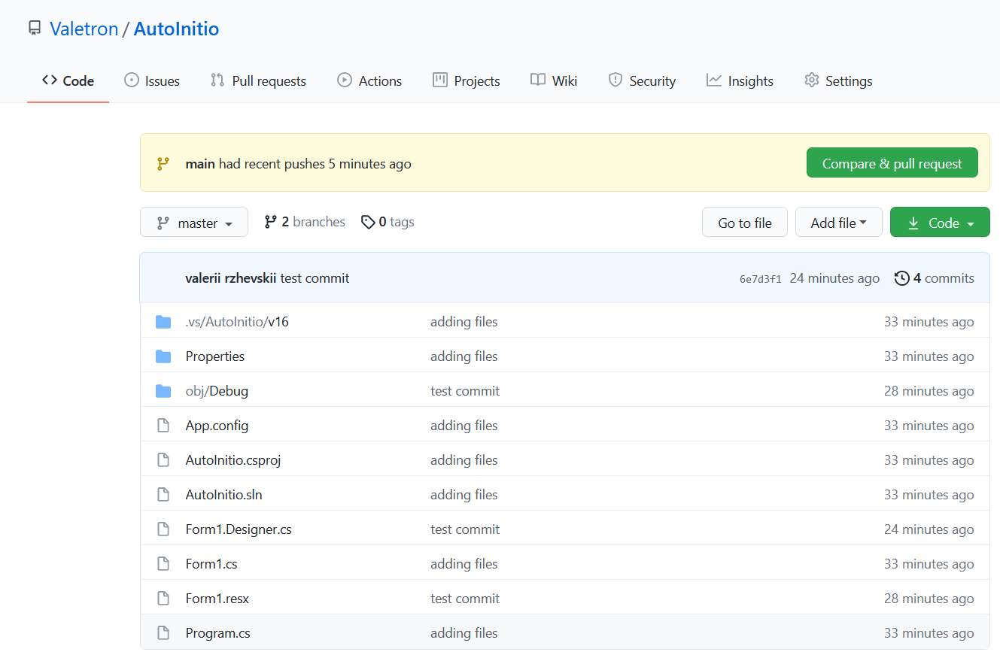 Valetron / AutoInitio
Code Issues Pull requests Actions Projects Wiki Security Insights Settings
main had recent pushes 5 minutes ago Compare & pull request
master 2 branches 0 tags Go to file Add file Code
valerii rzhevskii test commit 6e7d3f1 24 minutes ago 4 commits
.vs/AutoInitio/v16 adding files 33 minutes ago
Properties adding files 33 minutes ago
obj/Debug test commit 28 minutes ago
App.config adding files 33 minutes ago
AutoInitio.csproj adding files 33 minutes ago
AutoInitio.sln adding files 33 minutes ago
Form1.Designer.cs test commit 24 minutes ago
Form1.cs adding files 33 minutes ago
Form1.resx test commit 28 minutes ago
Program.cs adding files 33 minutes ago